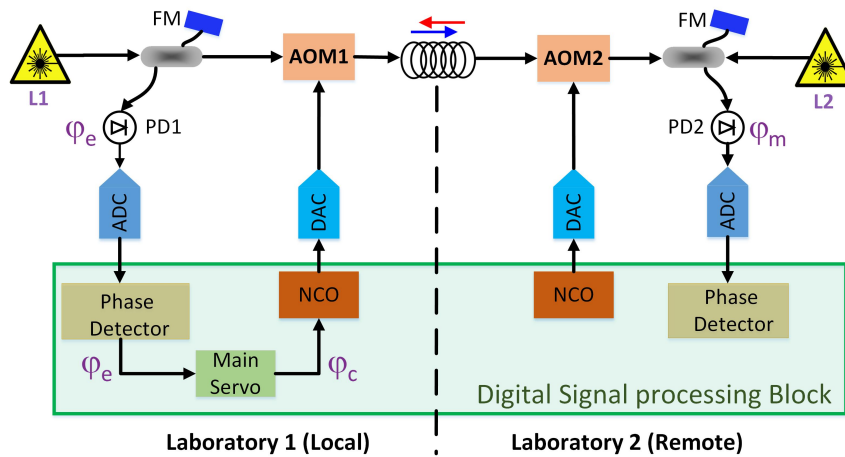 FM
FM
L1
AOM1
AOM2
L2
φe
PD1
PD2
φm
ADC
DAC
DAC
ADC
Phase
Detector
NCO
NCO
Phase
Detector
φe
Main
Servo
φc
Digital Signal processing Block
Laboratory 1 (Local)
Laboratory 2 (Remote)